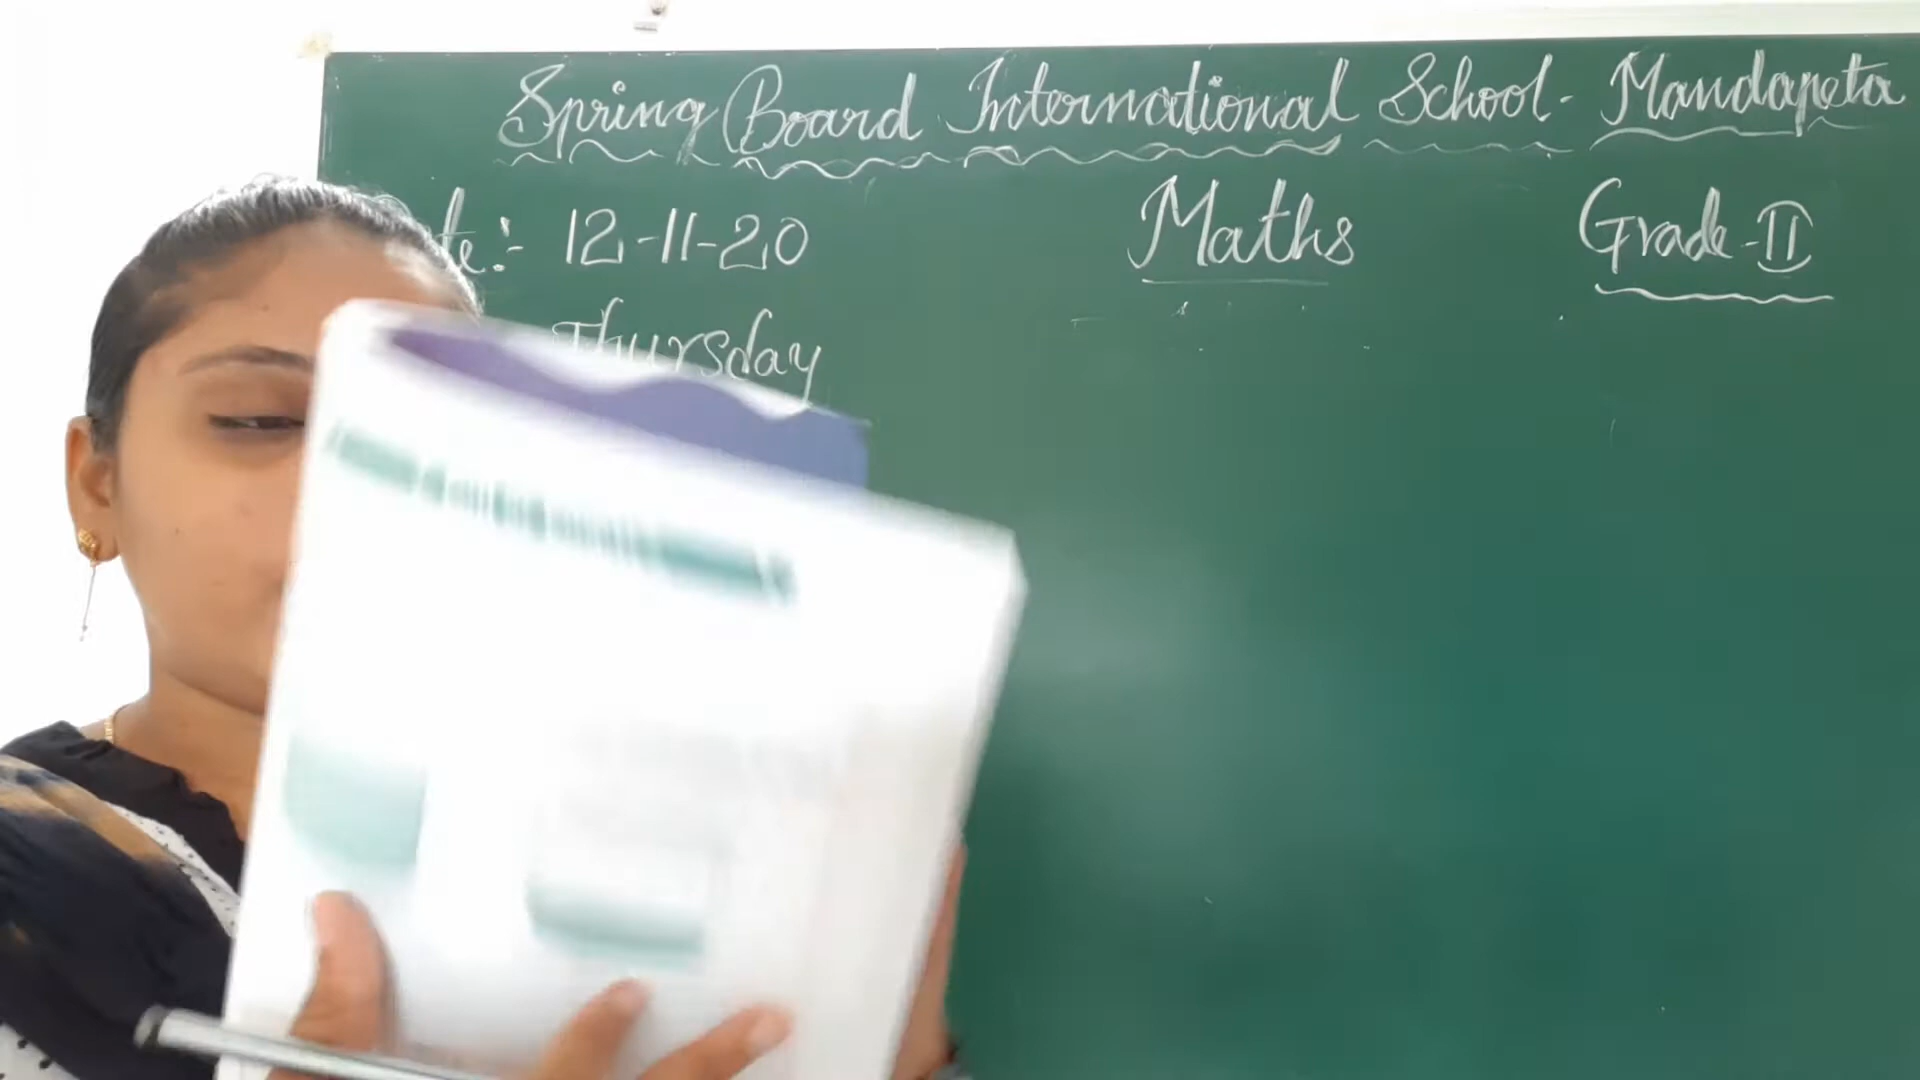 Spring Board International School - Mandapeta
te:- 12-11-20 Maths Grade-II
Thursday